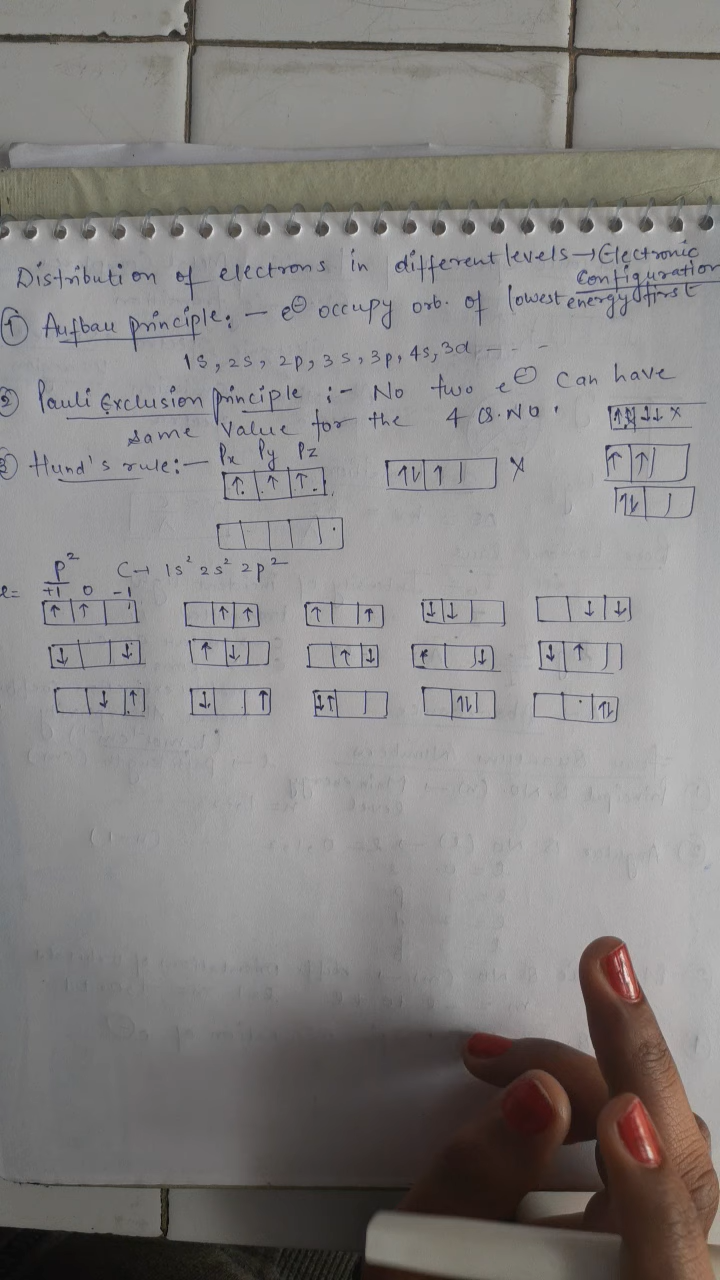 Distribution of electrons in different levels → Electronic
Configuration
① Aufbau principle: — e⊖ occupy orb. of lowest energy first
1s, 2s, 2p, 3s, 3p, 4s, 3d - - -
② Pauli Exclusion principle :- No two e⊖ can have
same value for the 4 Q.No. ↑↑↓↓ x
③ Hund's rule:— Px Py Pz
↑ ↑ ↑ ↑↓ ↑ x ↑ ↑
↑↓
p² C→ 1s² 2s² 2p²
l= +1 0 -1
↑ ↑ ↑ ↑ ↑ ↑ ↓ ↓ ↓ ↓
↓ ↓ ↑ ↓ ↑ ↓ ↑ ↓ ↓ ↑
↓ ↑ ↓ ↑ ↓↑ ↑↓ ↑↓